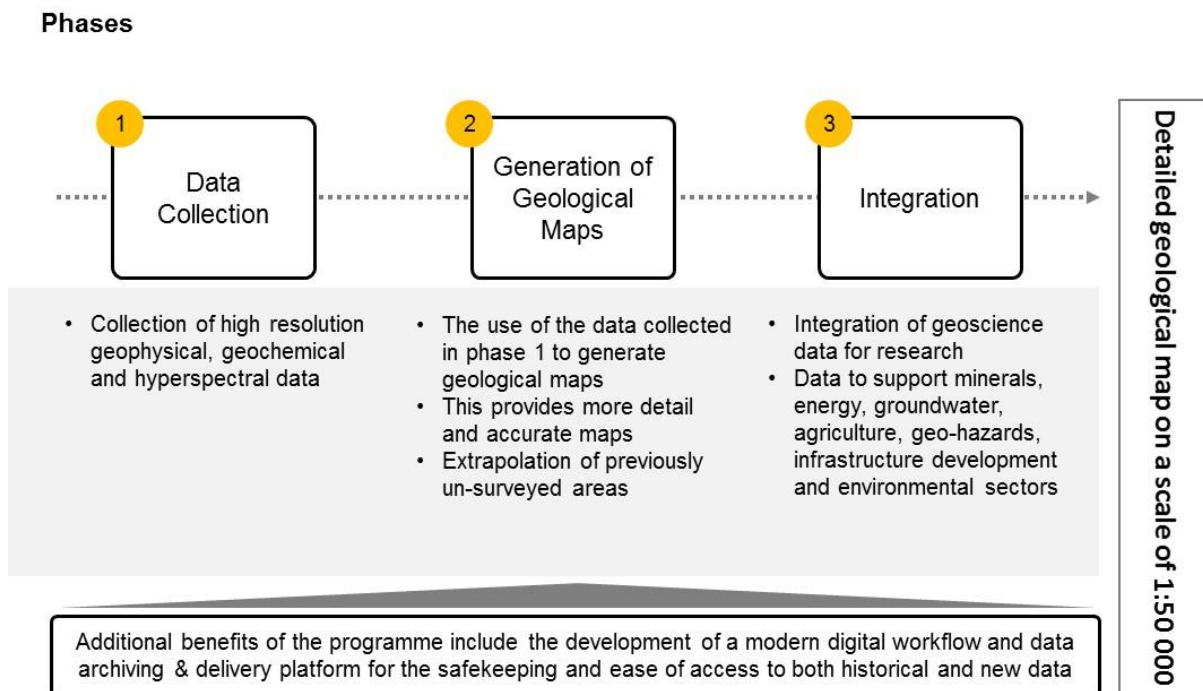 Phases
1
Data
Collection
2
Generation of
Geological
Maps
3
Integration
• Collection of high resolution
geophysical, geochemical
and hyperspectral data
• The use of the data collected
in phase 1 to generate
geological maps
• This provides more detail
and accurate maps
• Extrapolation of previously
un-surveyed areas
• Integration of geoscience
data for research
• Data to support minerals,
energy, groundwater,
agriculture, geo-hazards,
infrastructure development
and environmental sectors
Additional benefits of the programme include the development of a modern digital workflow and data
archiving & delivery platform for the safekeeping and ease of access to both historical and new data
Detailed geological map on a scale of 1:50 000